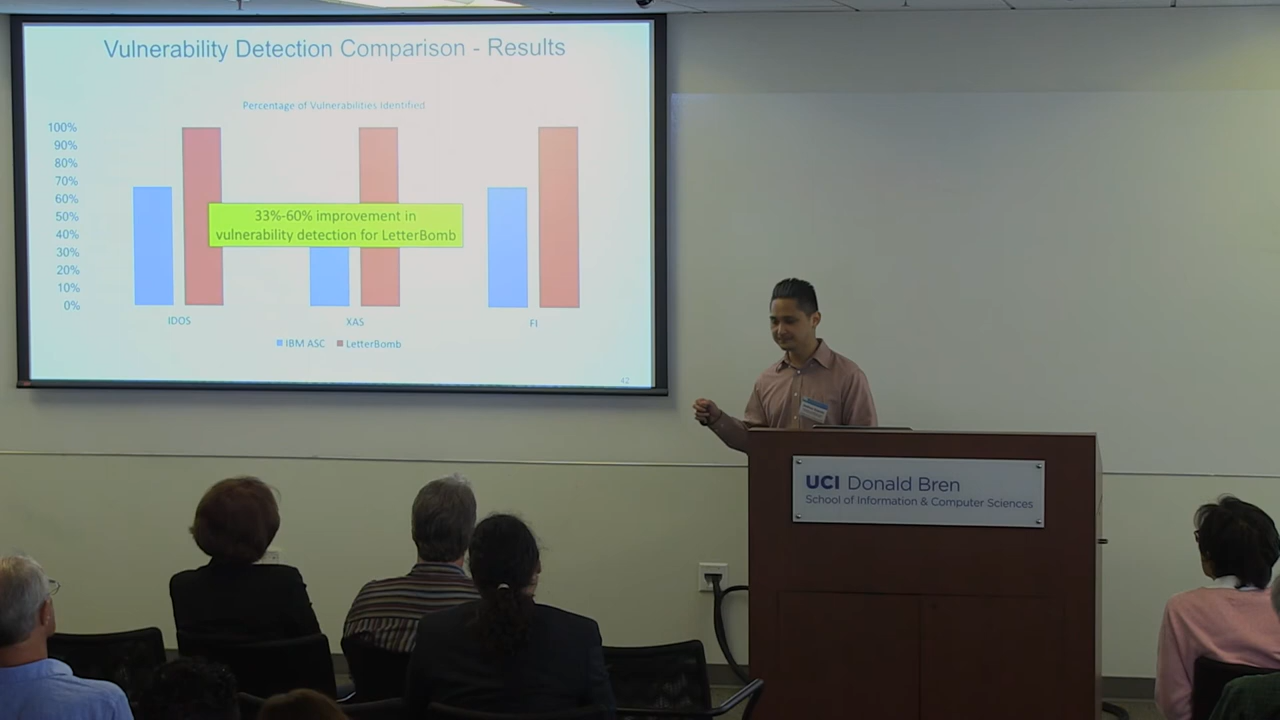 Vulnerability Detection Comparison - Results
Percentage of Vulnerabilities Identified
100%
90%
80%
70%
60%
50%
40%
30%
20%
10%
0%
33%-60% improvement in
vulnerability detection for LetterBomb
IDOS XAS FI
IBM ASC LetterBomb
42
UCI Donald Bren
School of Information & Computer Sciences